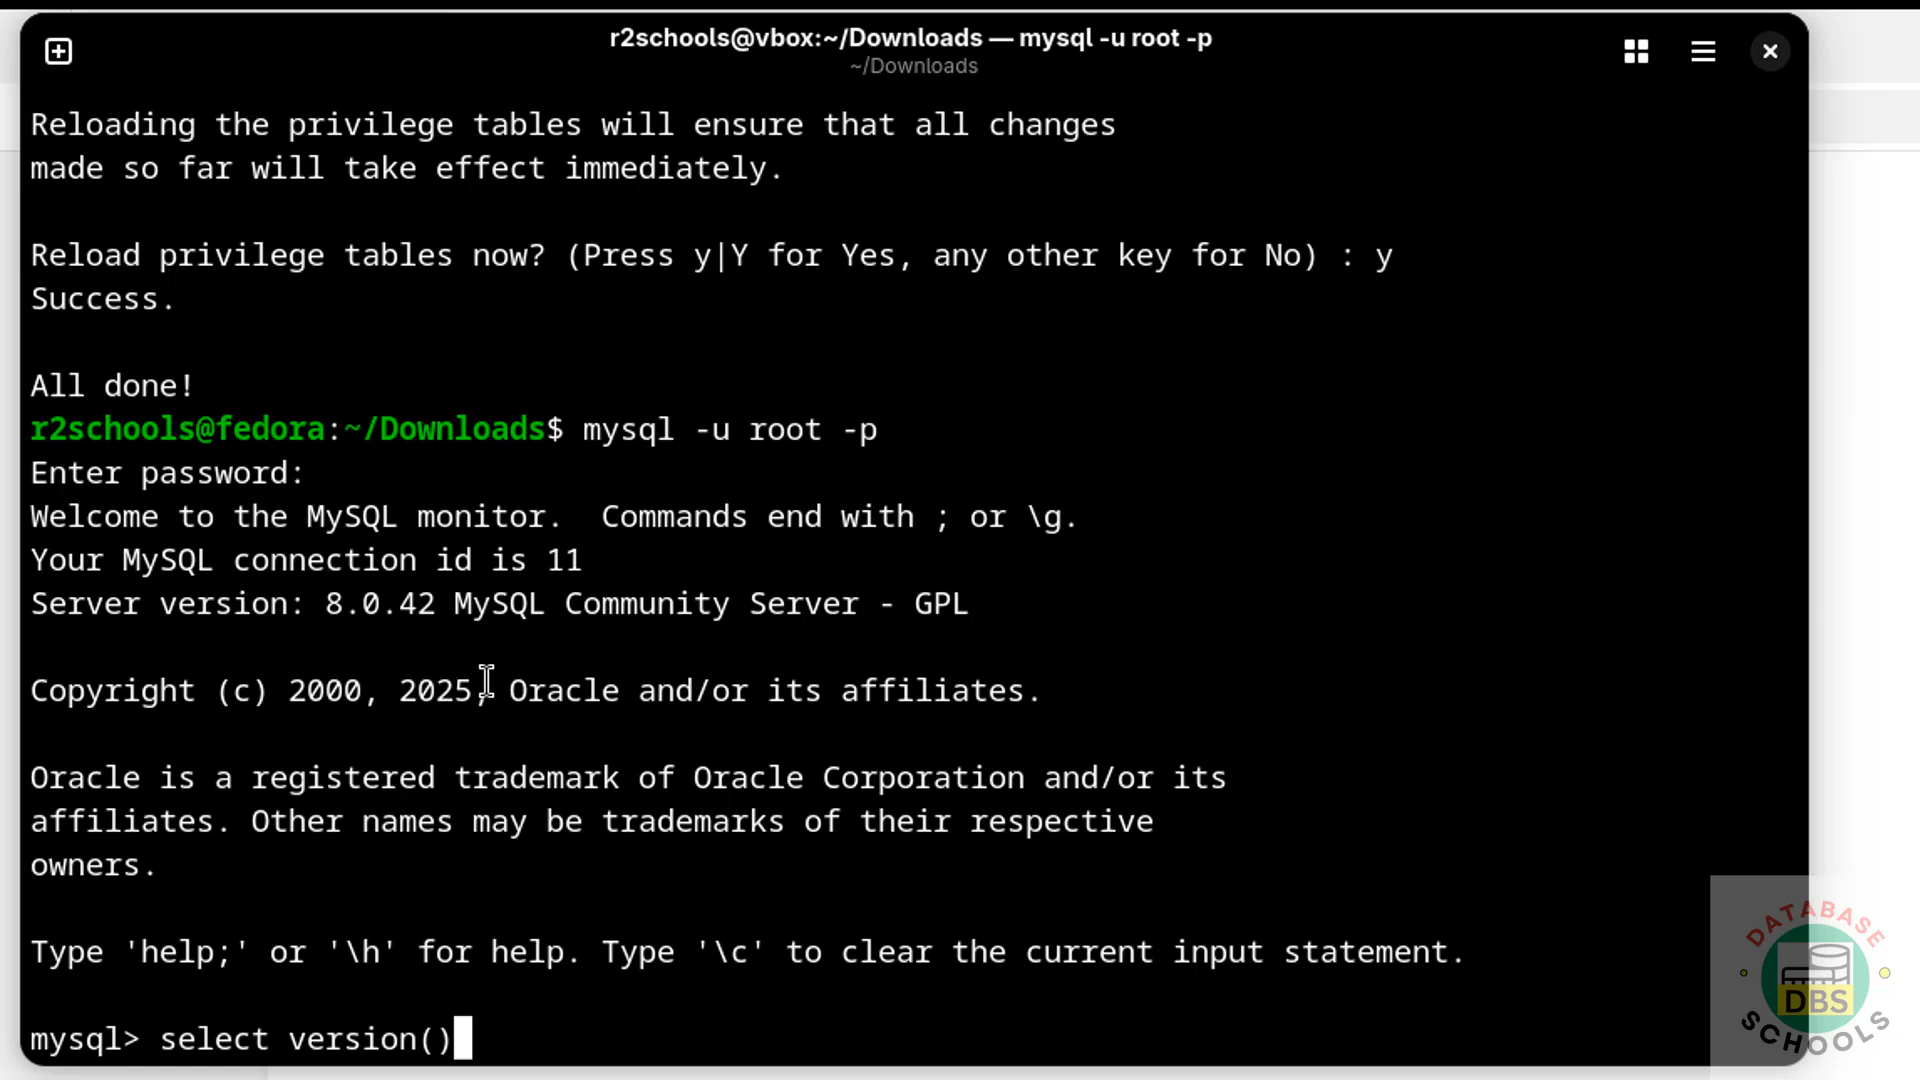 r2schools@vbox:~/Downloads — mysql -u root -p
~/Downloads
Reloading the privilege tables will ensure that all changes
made so far will take effect immediately.
Reload privilege tables now? (Press y|Y for Yes, any other key for No) : y
Success.
All done!
r2schools@fedora:~/Downloads$ mysql -u root -p
Enter password:
Welcome to the MySQL monitor.  Commands end with ; or \g.
Your MySQL connection id is 11
Server version: 8.0.42 MySQL Community Server - GPL
Copyright (c) 2000, 2025, Oracle and/or its affiliates.
Oracle is a registered trademark of Oracle Corporation and/or its
affiliates. Other names may be trademarks of their respective
owners.
Type 'help;' or '\h' for help. Type '\c' to clear the current input statement.
mysql> select version()
DATABASE
DBS
SCHOOLS